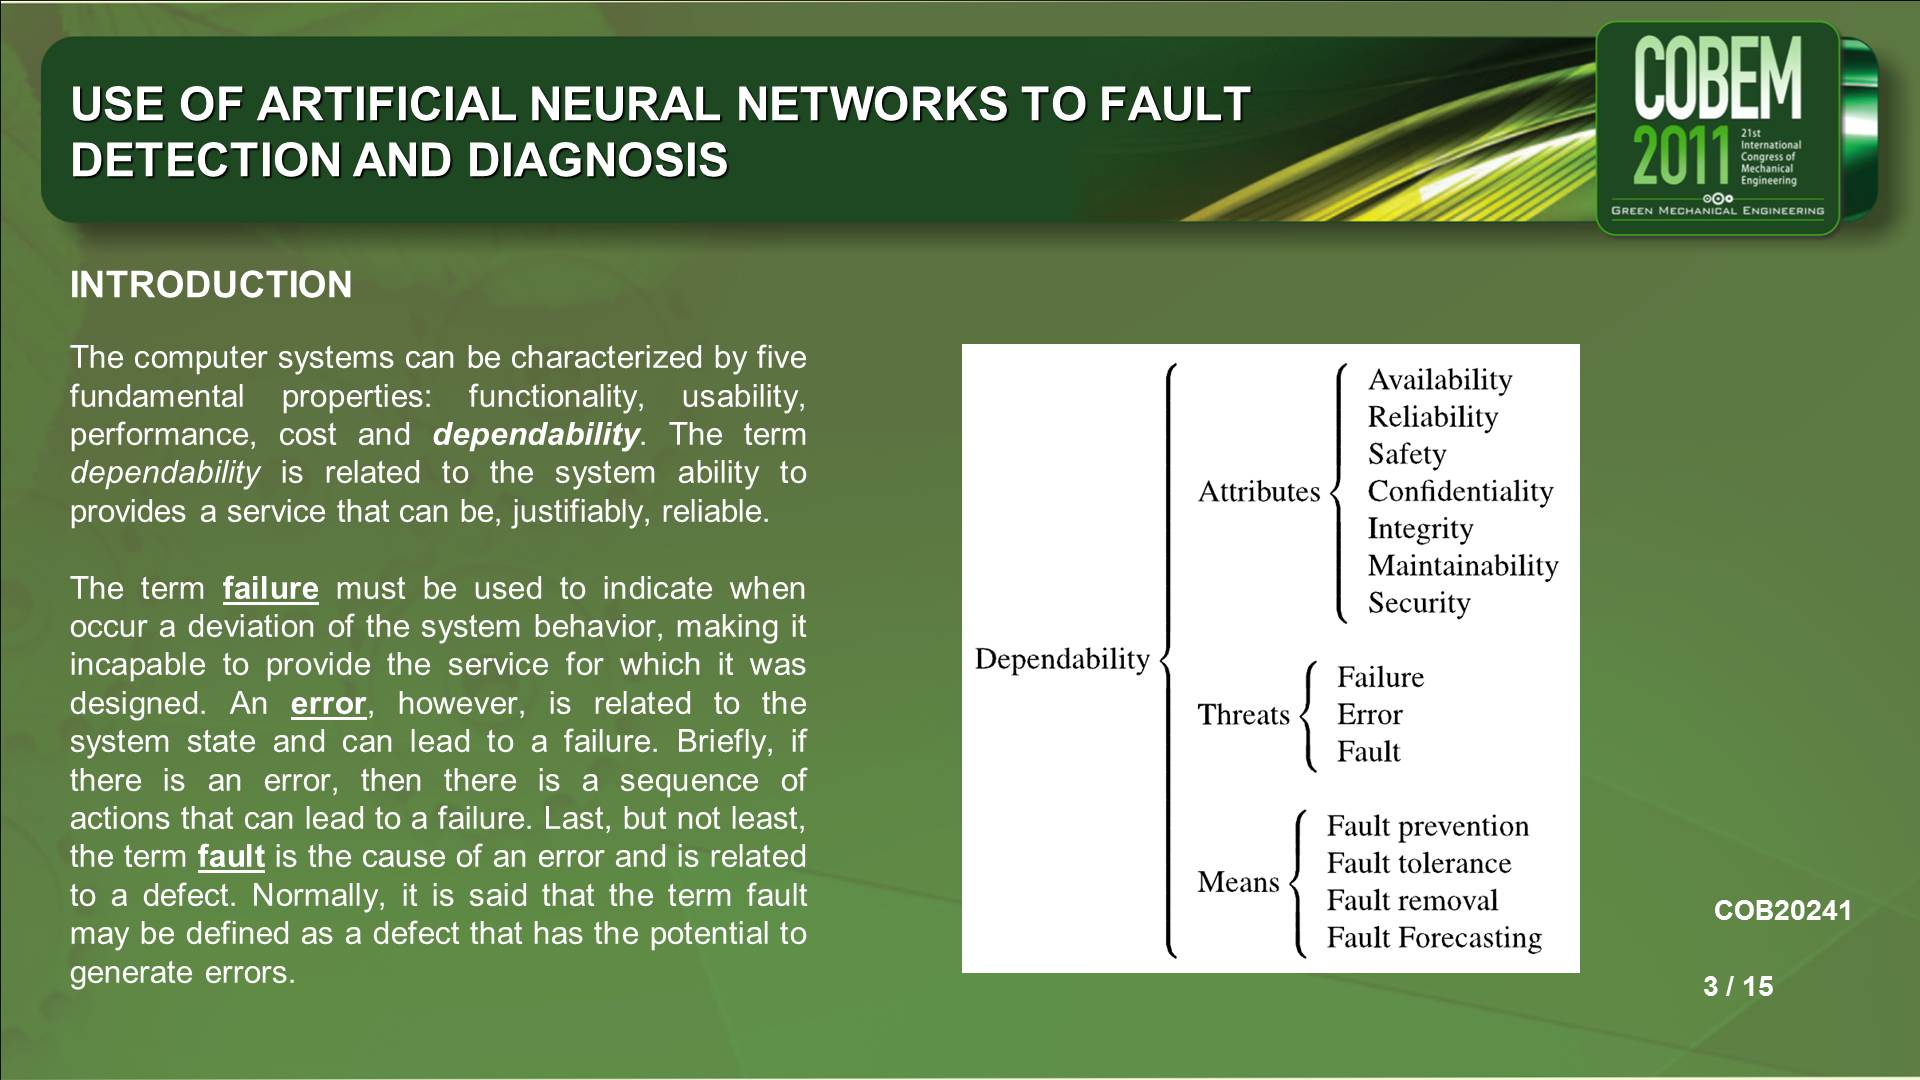 USE OF ARTIFICIAL NEURAL NETWORKS TO FAULT
DETECTION AND DIAGNOSIS
COBEM
2011
21st
International
Congress of
Mechanical
Engineering
GREEN MECHANICAL ENGINEERING
INTRODUCTION
The computer systems can be characterized by five
fundamental properties: functionality, usability,
performance, cost and dependability. The term
dependability is related to the system ability to
provides a service that can be, justifiably, reliable.
The term failure must be used to indicate when
occur a deviation of the system behavior, making it
incapable to provide the service for which it was
designed. An error, however, is related to the
system state and can lead to a failure. Briefly, if
there is an error, then there is a sequence of
actions that can lead to a failure. Last, but not least,
the term fault is the cause of an error and is related
to a defect. Normally, it is said that the term fault
may be defined as a defect that has the potential to
generate errors.
Dependability
Attributes
Availability
Reliability
Safety
Confidentiality
Integrity
Maintainability
Security
Threats
Failure
Error
Fault
Means
Fault prevention
Fault tolerance
Fault removal
Fault Forecasting
COB20241
3 / 15